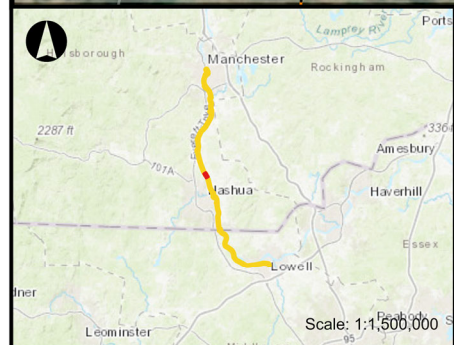 Ports
Lamprey River
Manchester
Rockingham
2287 ft
336
Amesbury
101A
Nashua
Haverhill
Essex
Lowell
Scale: 1:1,500,000
Peabody
Leominster
95